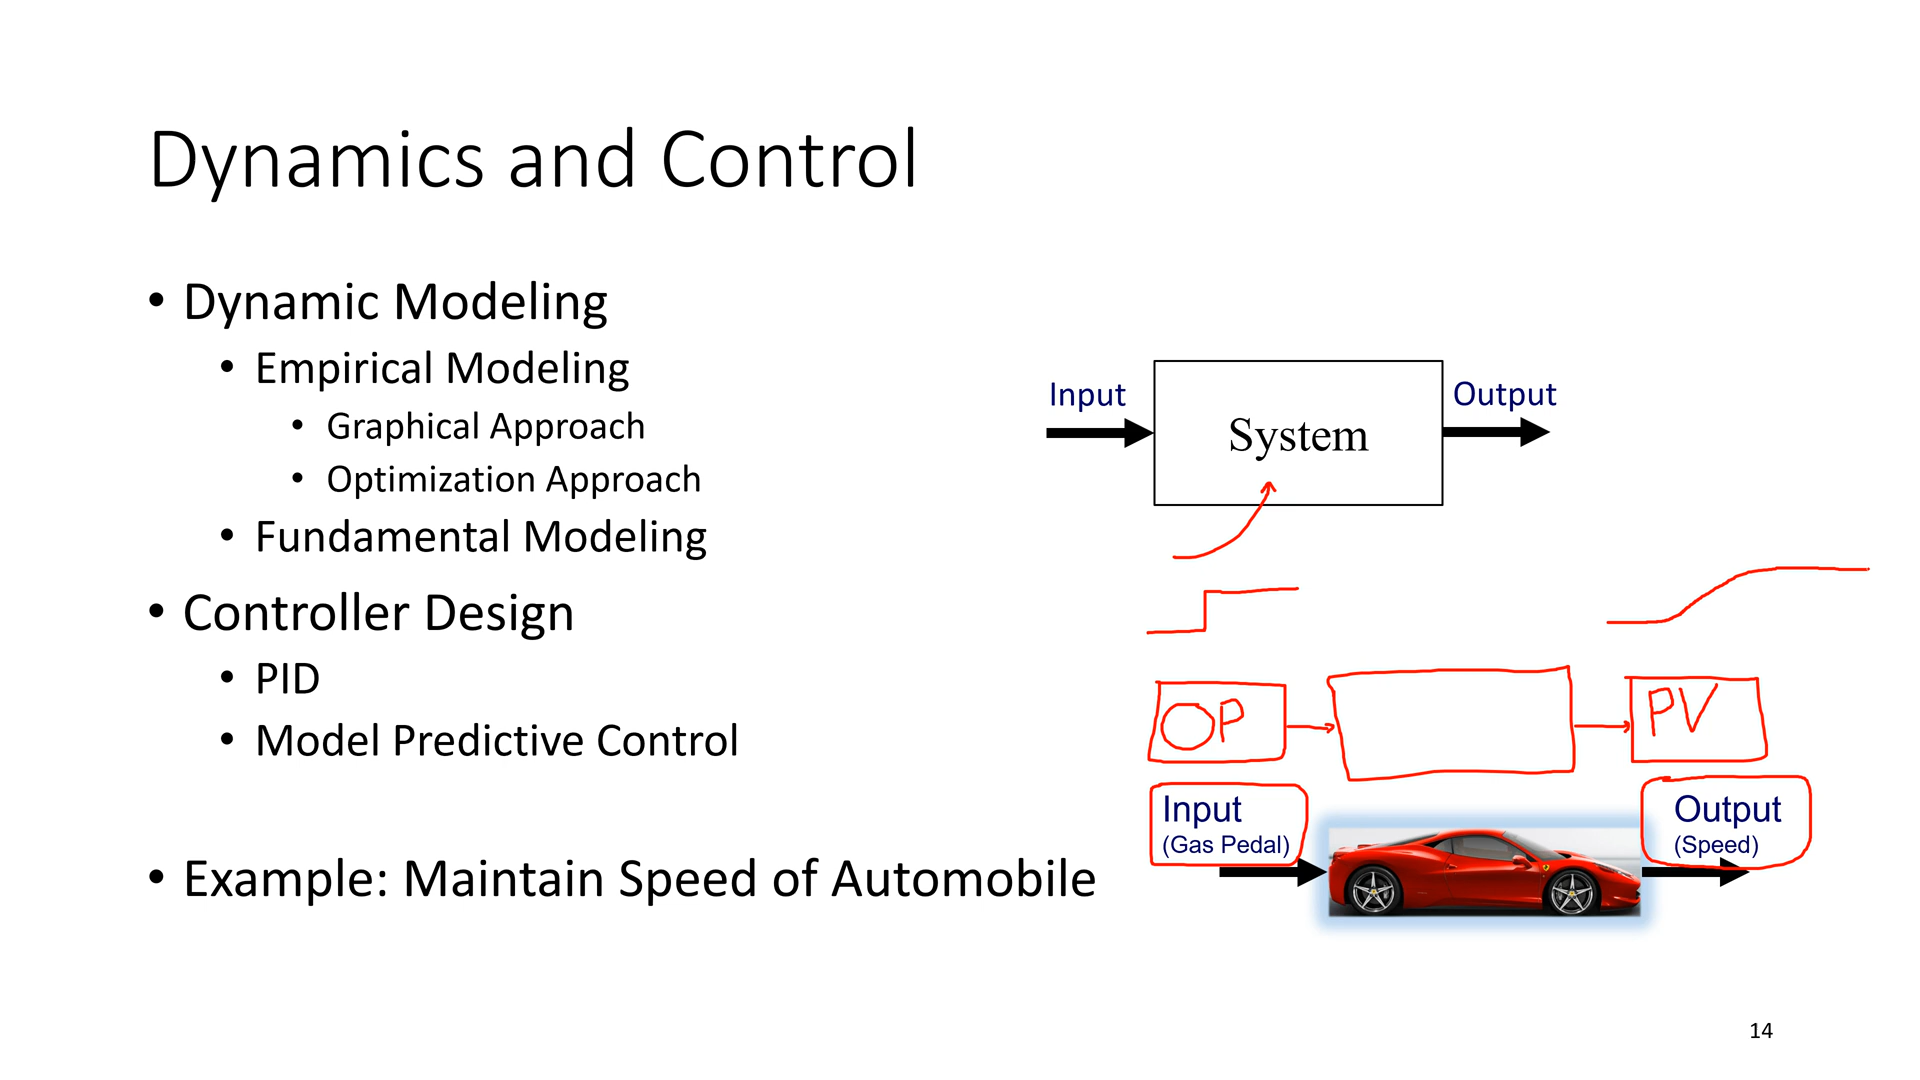 Dynamics and Control
• Dynamic Modeling
• Empirical Modeling
• Graphical Approach
• Optimization Approach
• Fundamental Modeling
• Controller Design
• PID
• Model Predictive Control
• Example: Maintain Speed of Automobile
Input
System
Output
OP
PV
Input
(Gas Pedal)
Output
(Speed)
14